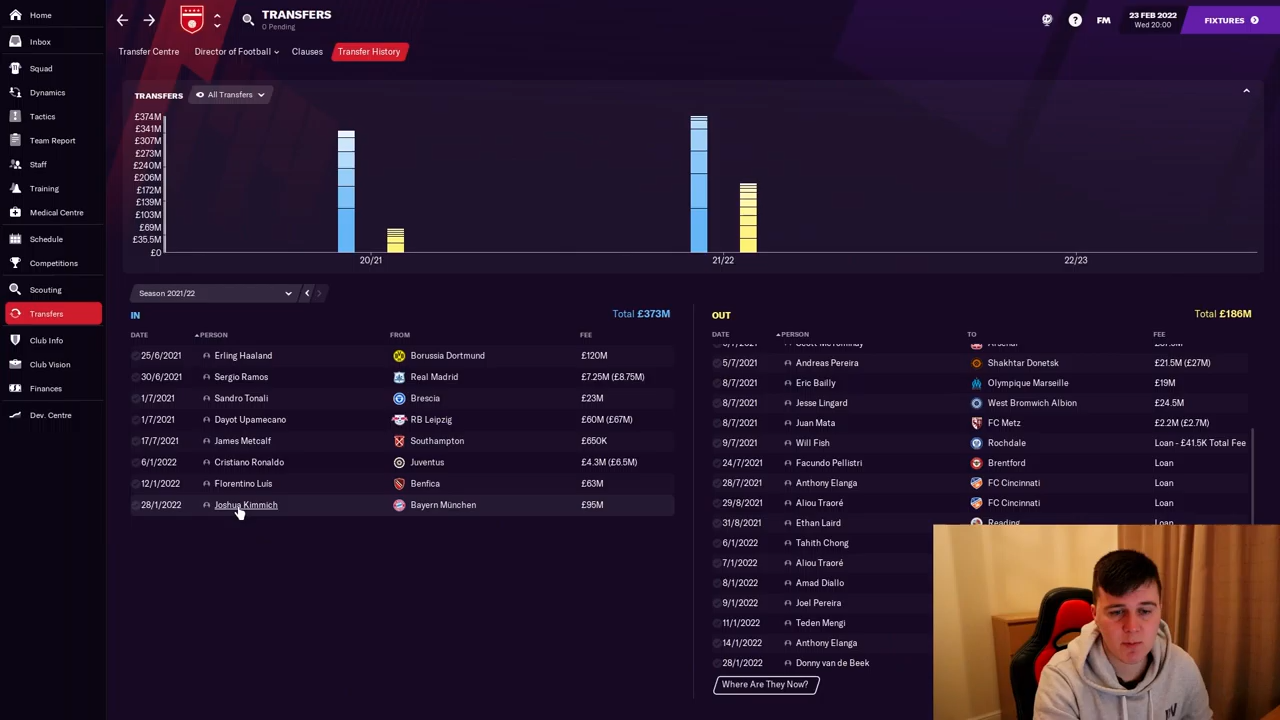 Home
Inbox
Squad
Dynamics
Tactics
Team Report
Staff
Training
Medical Centre
Schedule
Competitions
Scouting
Transfers
Club Info
Club Vision
Finances
Dev. Centre
TRANSFERS
0 Pending
FM
23 FEB 2022
Wed 20:00
FIXTURES
Transfer Centre
Director of Football
Clauses
Transfer History
TRANSFERS
All Transfers
£374M
£341M
£307M
£273M
£240M
£206M
£172M
£139M
£103M
£69M
£35.5M
£0
20/21
21/22
22/23
Season 2021/22
IN
Total £373M
DATE PERSON FROM FEE
25/6/2021 Erling Haaland Borussia Dortmund £120M
30/6/2021 Sergio Ramos Real Madrid £7.25M (£8.75M)
1/7/2021 Sandro Tonali Brescia £23M
1/7/2021 Dayot Upamecano RB Leipzig £60M (£67M)
17/7/2021 James Metcalf Southampton £650K
6/1/2022 Cristiano Ronaldo Juventus £4.3M (£6.5M)
12/1/2022 Florentino Luís Benfica £63M
28/1/2022 Joshua Kimmich Bayern München £95M
OUT
Total £186M
DATE PERSON TO FEE
5/7/2021 Andreas Pereira Shakhtar Donetsk £21.5M (£27M)
8/7/2021 Eric Bailly Olympique Marseille £19M
8/7/2021 Jesse Lingard West Bromwich Albion £24.5M
8/7/2021 Juan Mata FC Metz £2.2M (£2.7M)
9/7/2021 Will Fish Rochdale Loan - £41.5K Total Fee
24/7/2021 Facundo Pellistri Brentford Loan
28/7/2021 Anthony Elanga FC Cincinnati Loan
29/8/2021 Aliou Traoré FC Cincinnati Loan
31/8/2021 Ethan Laird Reading Loan
6/1/2022 Tahith Chong
7/1/2022 Aliou Traoré
8/1/2022 Amad Diallo
9/1/2022 Joel Pereira
11/1/2022 Teden Mengi
14/1/2022 Anthony Elanga
28/1/2022 Donny van de Beek
Where Are They Now?